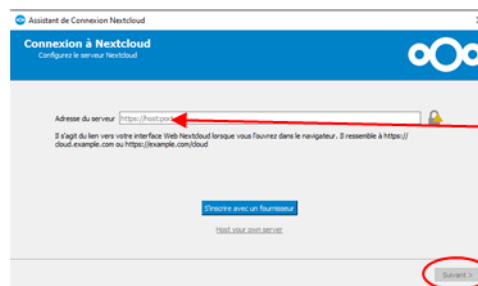 Assistant de Connexion Nextcloud
Connexion à Nextcloud
Configurez le serveur Nextcloud
Adresse du serveur https://host:port
Il s'agit du lien vers votre interface Web Nextcloud lorsque vous l'ouvrez dans le navigateur. Il ressemble à https://
cloud.example.com ou https://example.com/cloud
S'inscrire avec un fournisseur
Host your own server
Suivant >